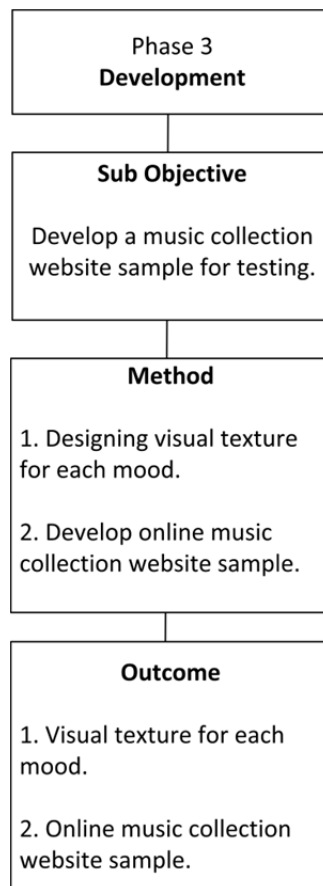 Phase 3
Development
Sub Objective
Develop a music collection
website sample for testing.
Method
1. Designing visual texture
for each mood.
2. Develop online music
collection website sample.
Outcome
1. Visual texture for each
mood.
2. Online music collection
website sample.